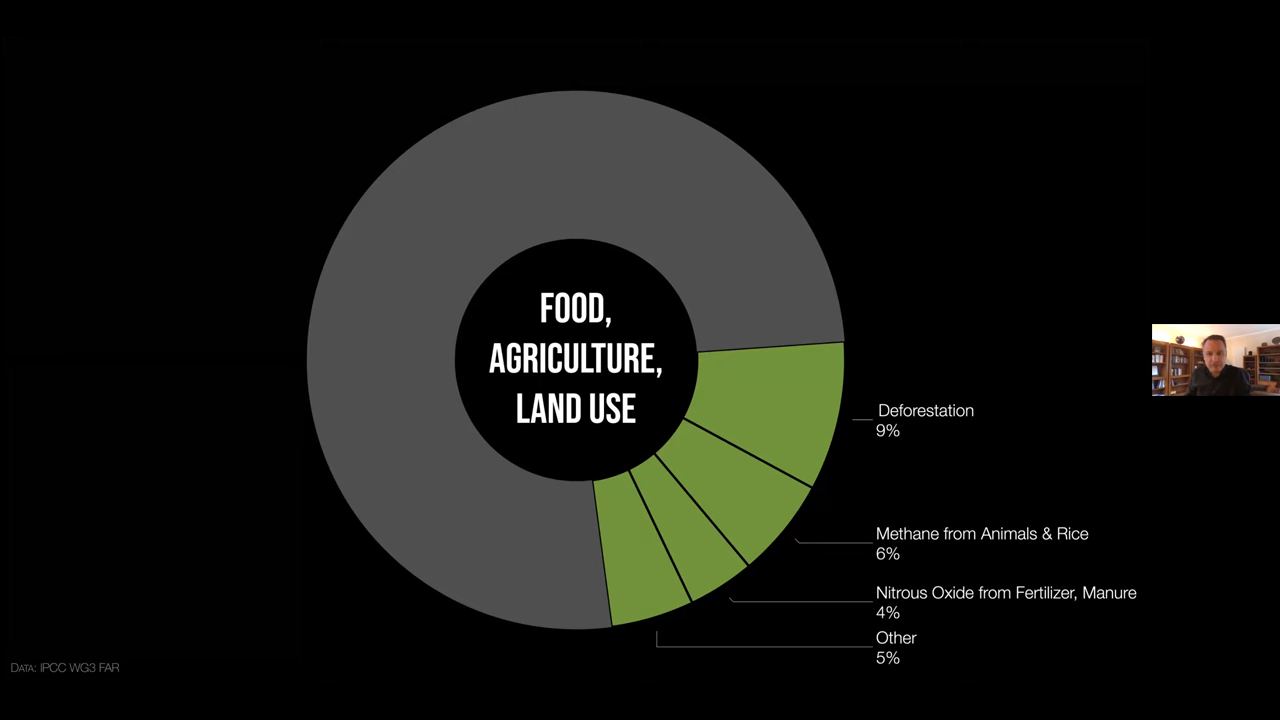 FOOD,
AGRICULTURE,
LAND USE
Deforestation
9%
Methane from Animals & Rice
6%
Nitrous Oxide from Fertilizer, Manure
4%
Other
5%
DATA: IPCC WG3 FAR